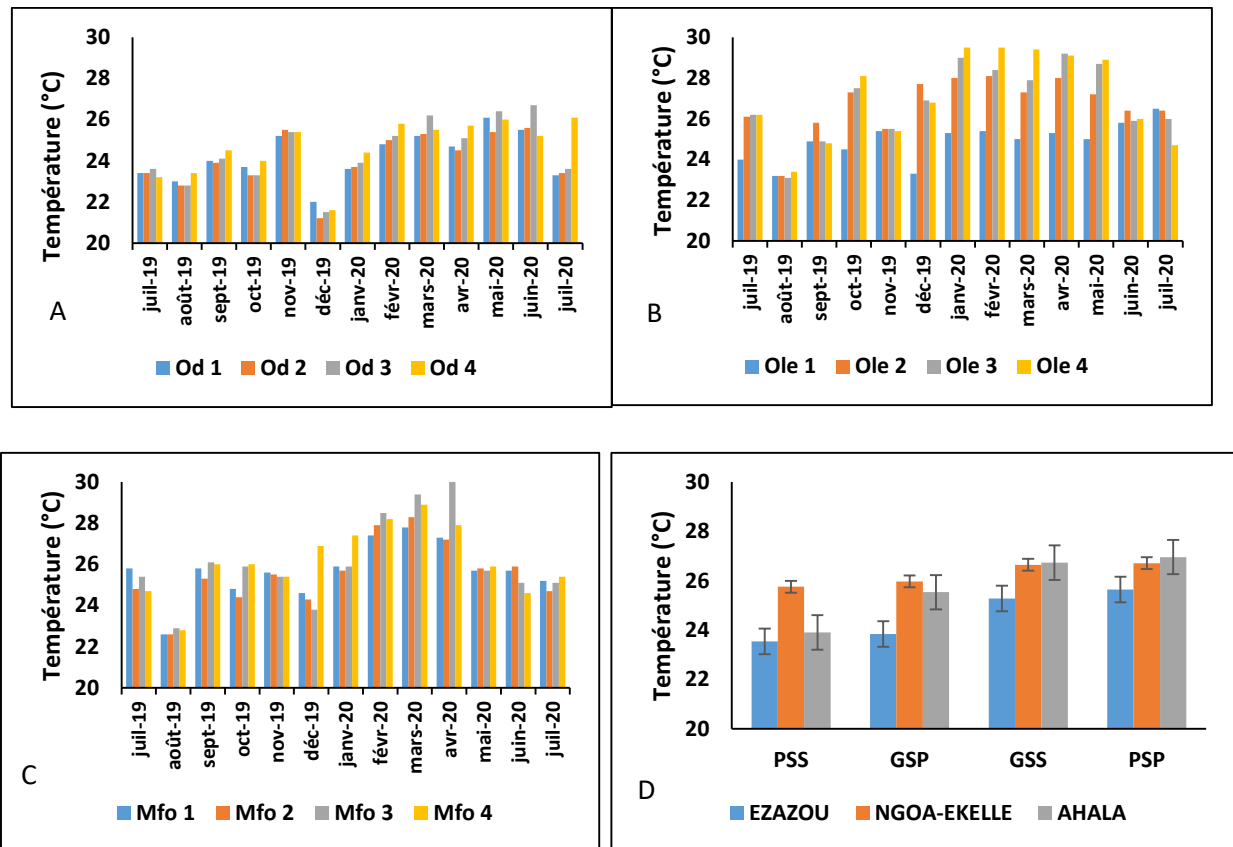 Température (°C)
30
28
26
24
22
20
juil-19
août-19
sept-19
oct-19
nov-19
déc-19
janv-20
févr-20
mars-20
avr-20
mai-20
juin-20
juil-20
A
Od 1 Od 2 Od 3 Od 4
Température (°C)
30
28
26
24
22
20
juil-19
août-19
sept-19
oct-19
nov-19
déc-19
janv-20
févr-20
mars-20
avr-20
mai-20
juin-20
juil-20
B
Ole 1 Ole 2 Ole 3 Ole 4
Température (°C)
30
28
26
24
22
20
juil-19
août-19
sept-19
oct-19
nov-19
déc-19
janv-20
févr-20
mars-20
avr-20
mai-20
juin-20
juil-20
C
Mfo 1 Mfo 2 Mfo 3 Mfo 4
Température (°C)
30
28
26
24
22
20
PSS GSP GSS PSP
D
EZAZOU NGOA-EKELLE AHALA